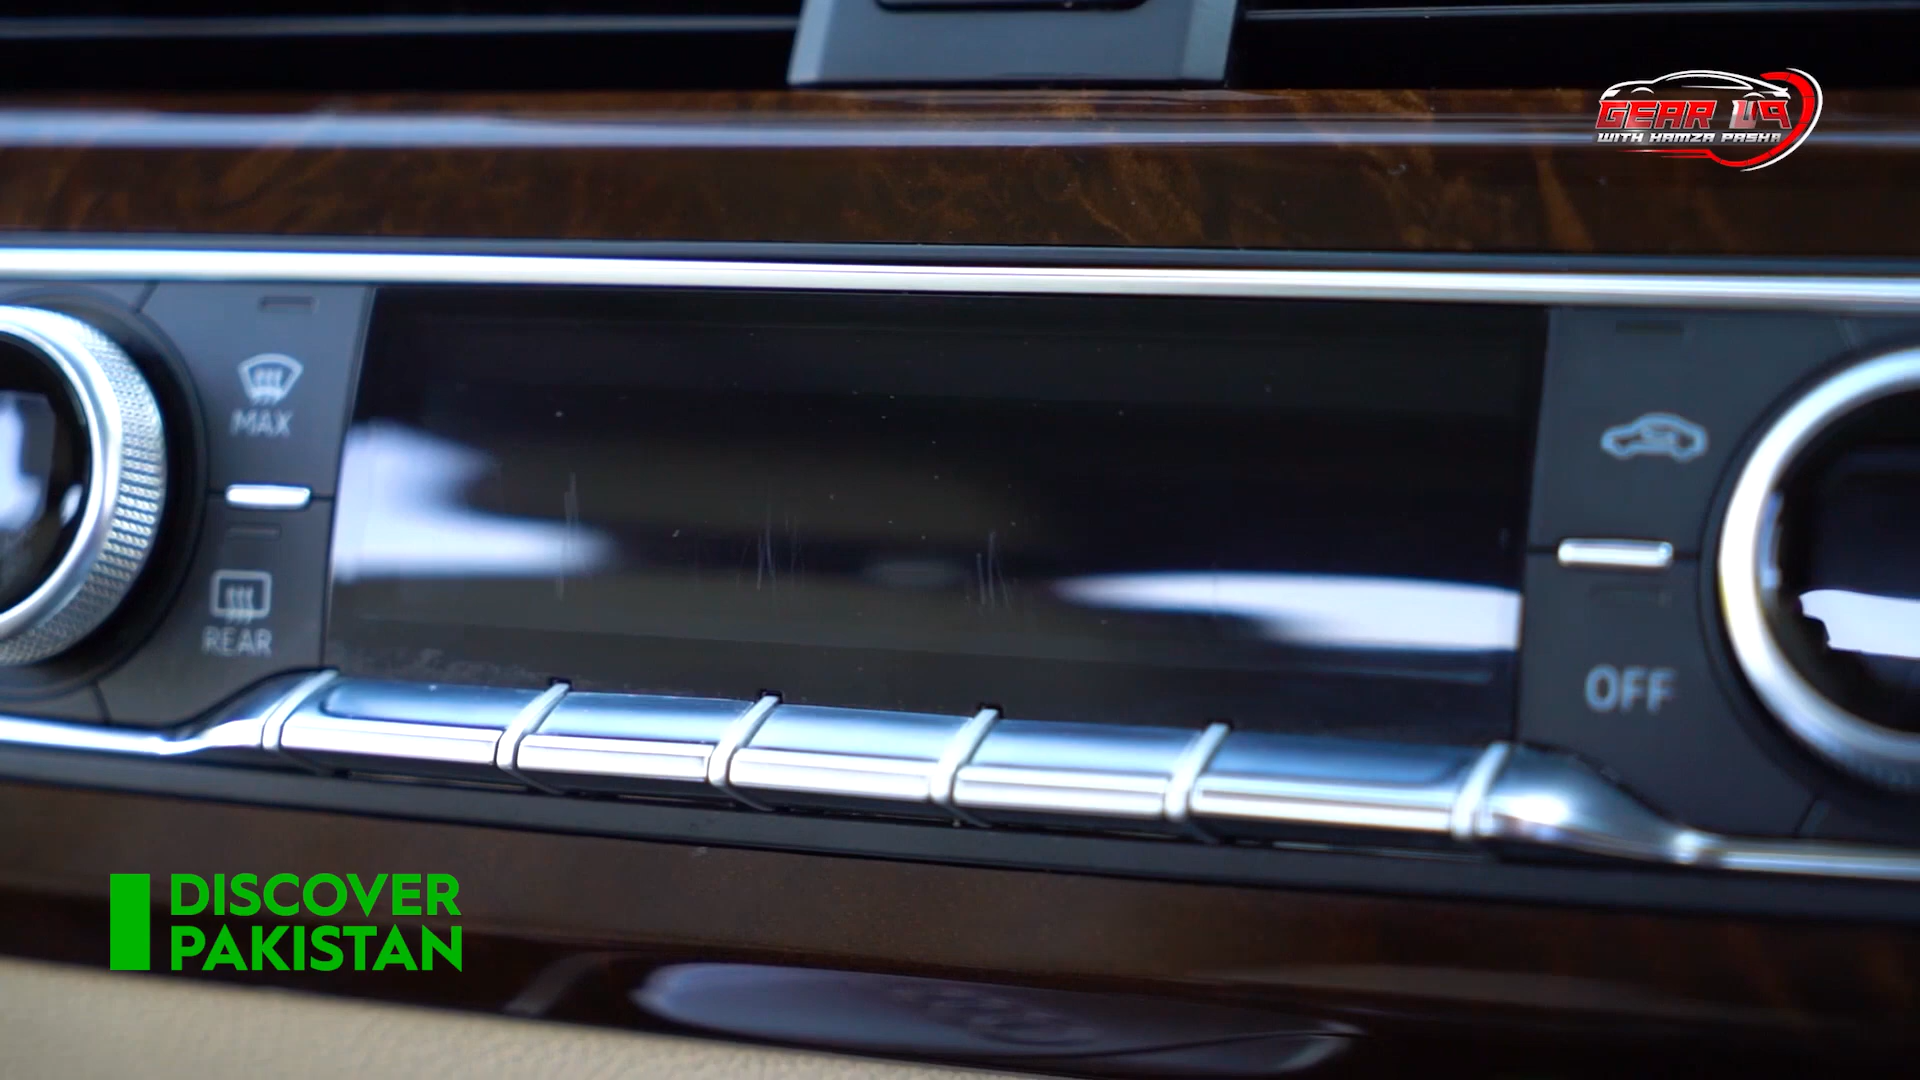 GEAR UP
WITH HAMZA PASHA
MAX
REAR
OFF
DISCOVER
PAKISTAN